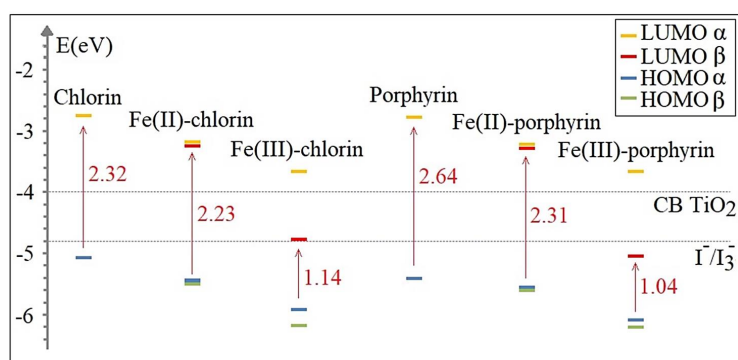 E(eV)
LUMO α
LUMO β
HOMO α
HOMO β
-2
-3
-4
-5
-6
Chlorin
Fe(II)-chlorin
Fe(III)-chlorin
Porphyrin
Fe(II)-porphyrin
Fe(III)-porphyrin
2.32
2.23
1.14
2.64
2.31
1.04
CB TiO₂
I⁻/I₃⁻